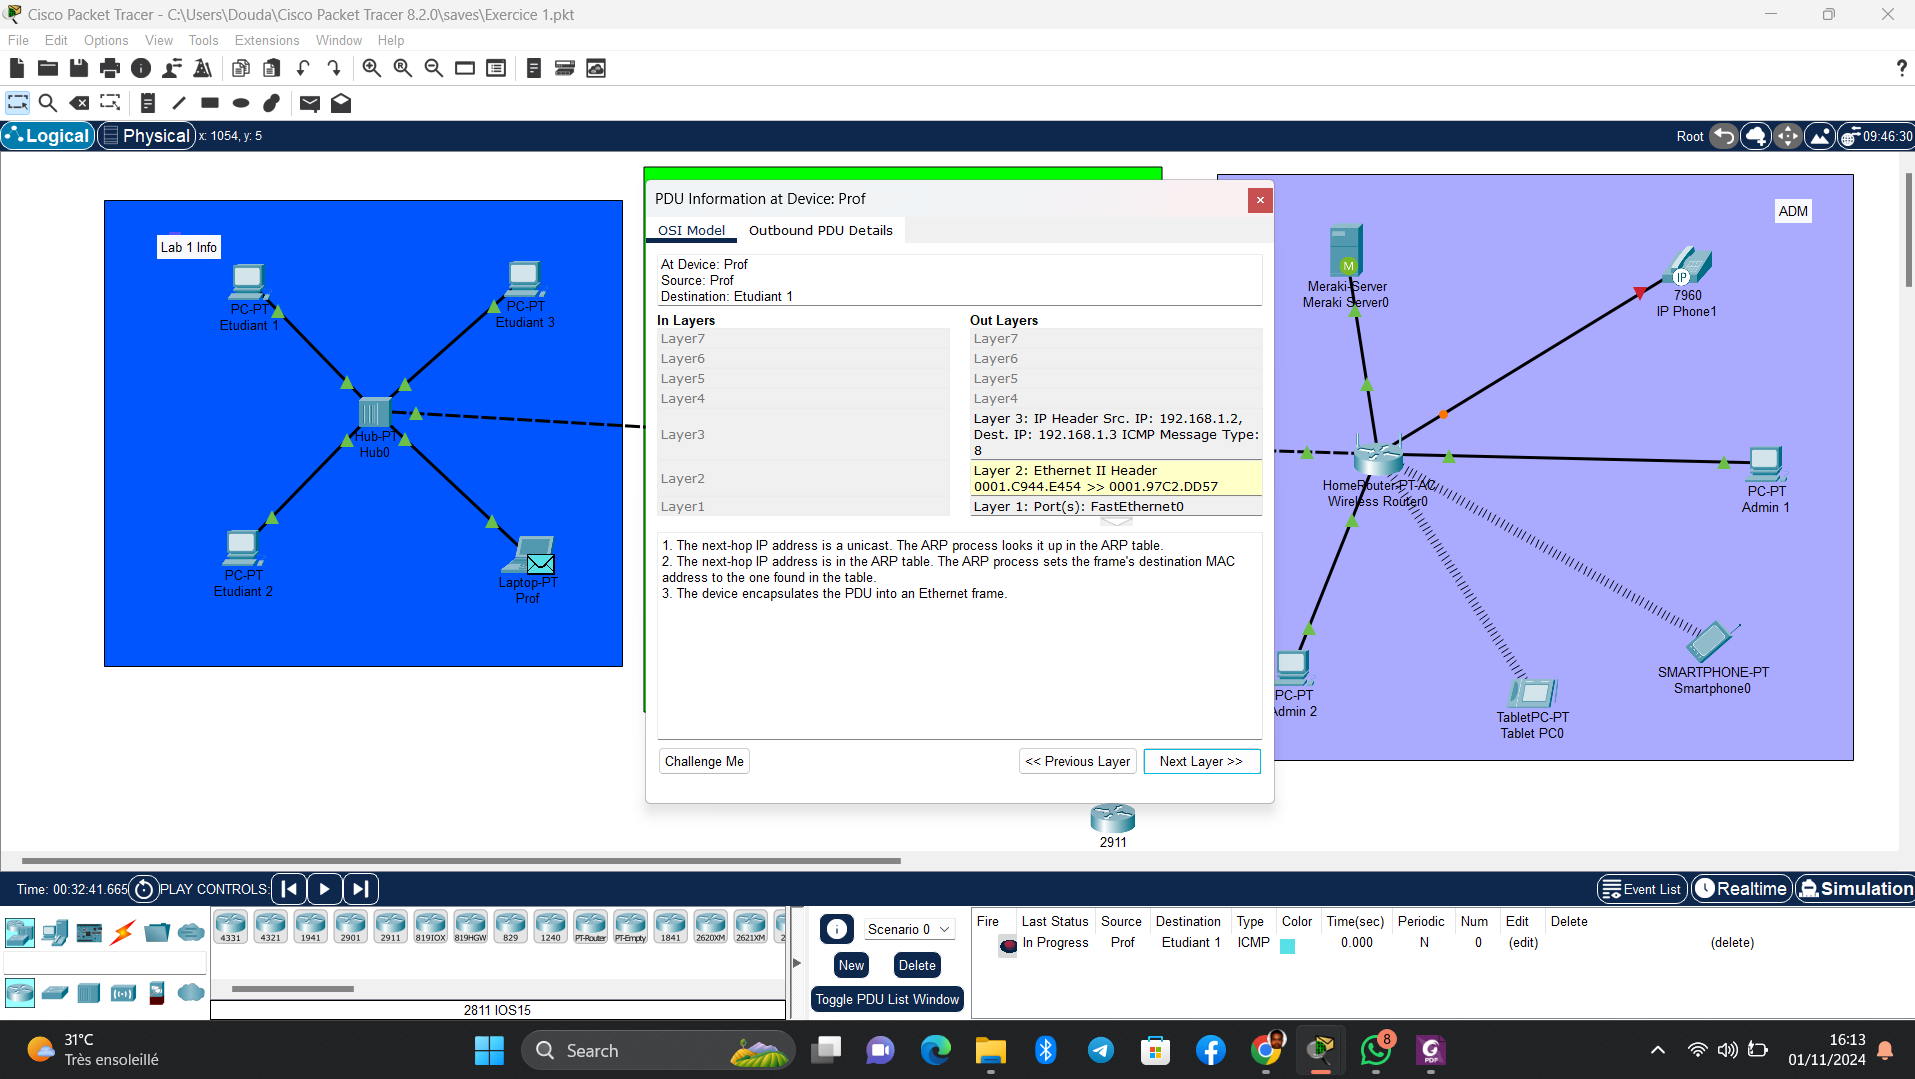 Cisco Packet Tracer - C:\Users\Douda\Cisco Packet Tracer 8.2.0\saves\Exercice 1.pkt
File Edit Options View Tools Extensions Window Help
?
Logical Physical x: 1054, y: 5
Root 09:46:30
Lab 1 Info
PC-PT
Etudiant 1
PC-PT
Etudiant 3
Hub-PT
Hub0
PC-PT
Etudiant 2
Laptop-PT
Prof
PDU Information at Device: Prof
OSI Model Outbound PDU Details
At Device: Prof
Source: Prof
Destination: Etudiant 1
In Layers
Layer7
Layer6
Layer5
Layer4
Layer3
Layer2
Layer1
Out Layers
Layer7
Layer6
Layer5
Layer4
Layer 3: IP Header Src. IP: 192.168.1.2,
Dest. IP: 192.168.1.3 ICMP Message Type:
8
Layer 2: Ethernet II Header
0001.C944.E454 >> 0001.97C2.DD57
Layer 1: Port(s): FastEthernet0
1. The next-hop IP address is a unicast. The ARP process looks it up in the ARP table.
2. The next-hop IP address is in the ARP table. The ARP process sets the frame's destination MAC
address to the one found in the table.
3. The device encapsulates the PDU into an Ethernet frame.
Challenge Me << Previous Layer Next Layer >>
ADM
M
Meraki-Server
Meraki Server0
IP
7960
IP Phone1
HomeRouter-PT-AC
Wireless Router0
PC-PT
Admin 1
PC-PT
Admin 2
SMARTPHONE-PT
Smartphone0
TabletPC-PT
Tablet PC0
2911
Time: 00:32:41.665 PLAY CONTROLS:
Event List Realtime Simulation
4331 4321 1941 2901 2911 819IOX 819HGW 829 1240 PT-Router PT-Empty 1841 2620XM 2621XM 2
2811 IOS15
Scenario 0
New Delete
Toggle PDU List Window
Fire Last Status Source Destination Type Color Time(sec) Periodic Num Edit Delete
In Progress Prof Etudiant 1 ICMP 0.000 N 0 (edit) (delete)
31°C
Très ensoleillé
Search
8
PDF
16:13
01/11/2024